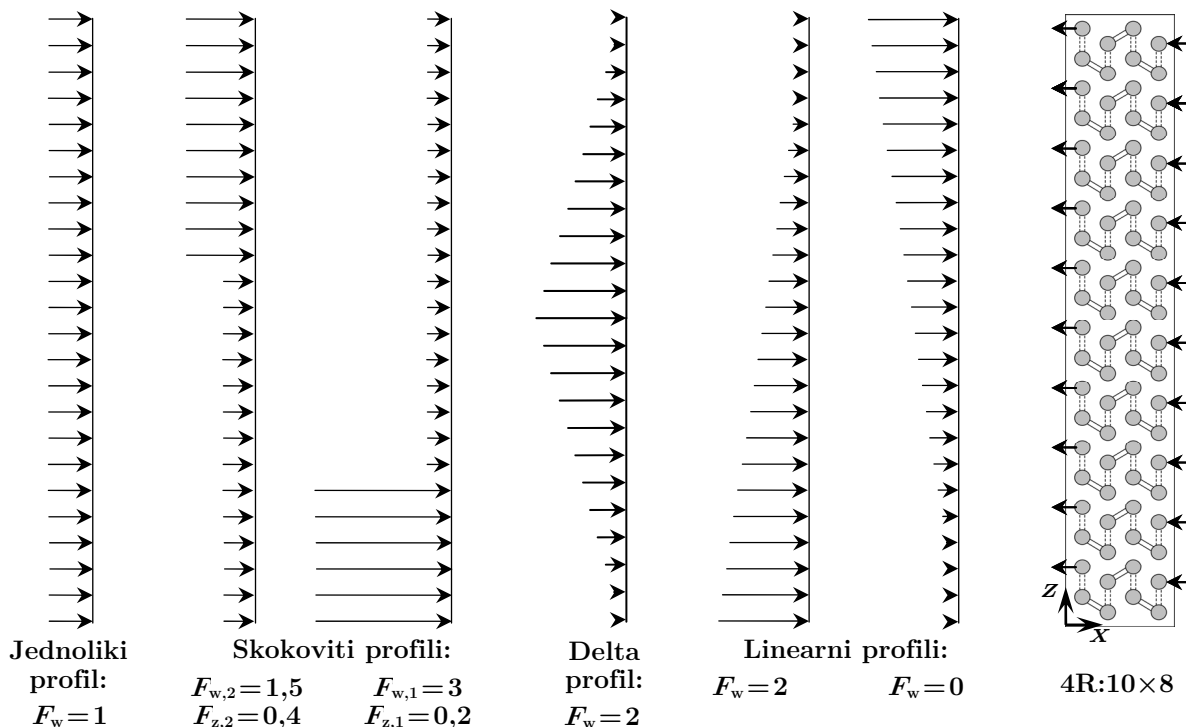 z
x
Jednoliki
profil:
F_w=1
Skokoviti profili:
F_w,2=1,5
F_z,2=0,4
F_w,1=3
F_z,1=0,2
Delta
profil:
F_w=2
Linearni profili:
F_w=2
F_w=0
4R:10×8